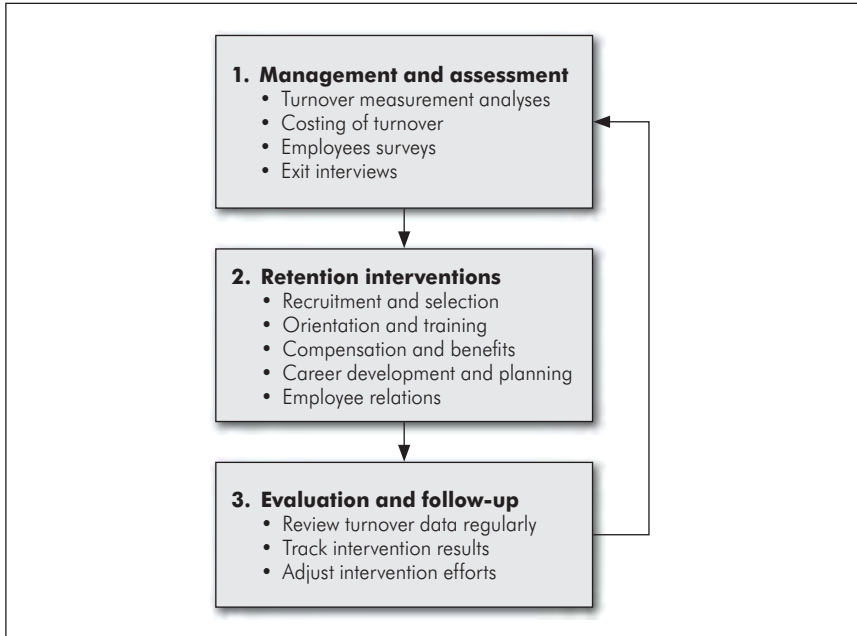 1. Management and assessment
• Turnover measurement analyses
• Costing of turnover
• Employees surveys
• Exit interviews
2. Retention interventions
• Recruitment and selection
• Orientation and training
• Compensation and benefits
• Career development and planning
• Employee relations
3. Evaluation and follow-up
• Review turnover data regularly
• Track intervention results
• Adjust intervention efforts